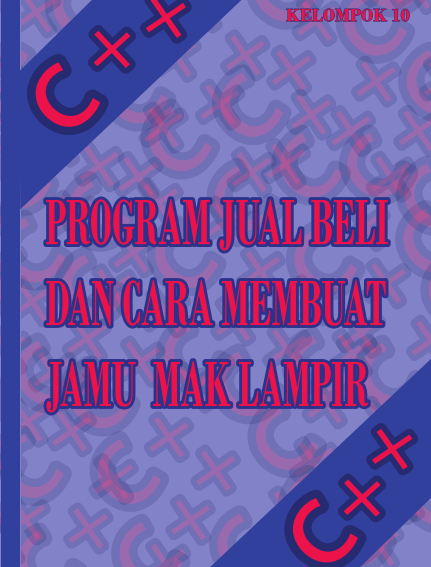 KELOMPOK 10
C++
PROGRAM JUAL BELI
DAN CARA MEMBUAT
JAMU MAK LAMPIR
C++